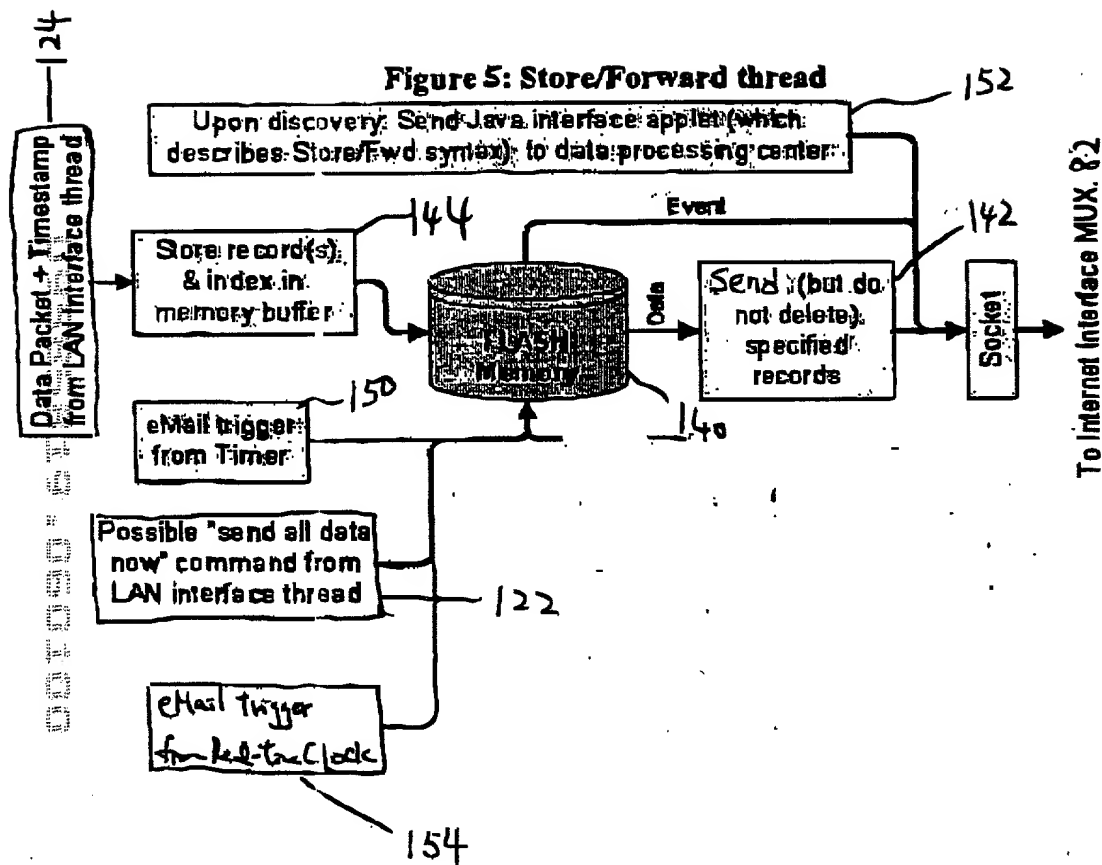 124
Figure 5: Store/Forward thread
152
Upon discovery: Send Java interface applet (which
describes Store/Fwd syntax) to data processing center
Data Packet + Timestamp
from LAN Interface thread
144
Store record(s)
& index in
memory buffer
Event
142
FLASH
Memory
Data
Send (but do
not delete)
specified
records
Socket
To Internet Interface MUX. 82
150
eMail trigger
from Timer
140
Possible "send all data
now" command from
LAN interface thread
122
eMail trigger
from Real-time Clock
154